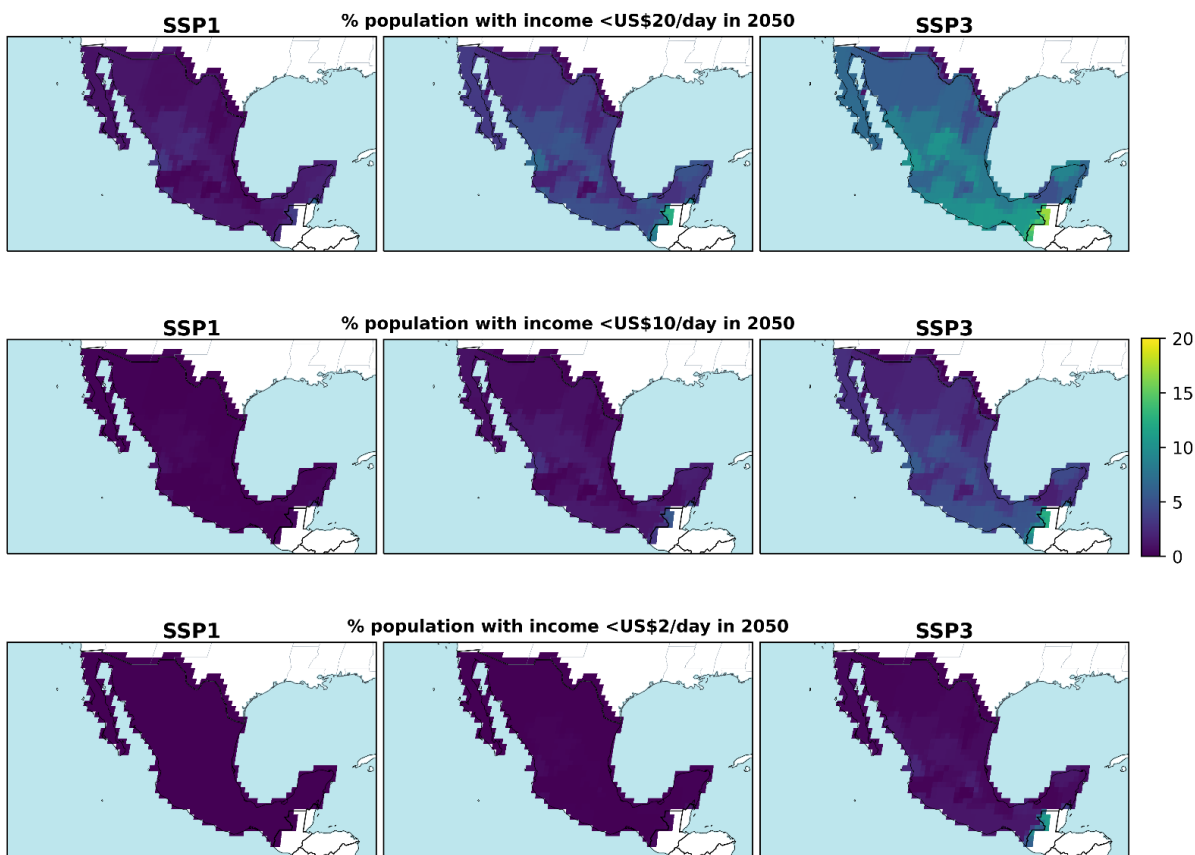 SSP1 % population with income <US$20/day in 2050 SSP3
SSP1 % population with income <US$10/day in 2050 SSP3
20
15
10
5
0
SSP1 % population with income <US$2/day in 2050 SSP3